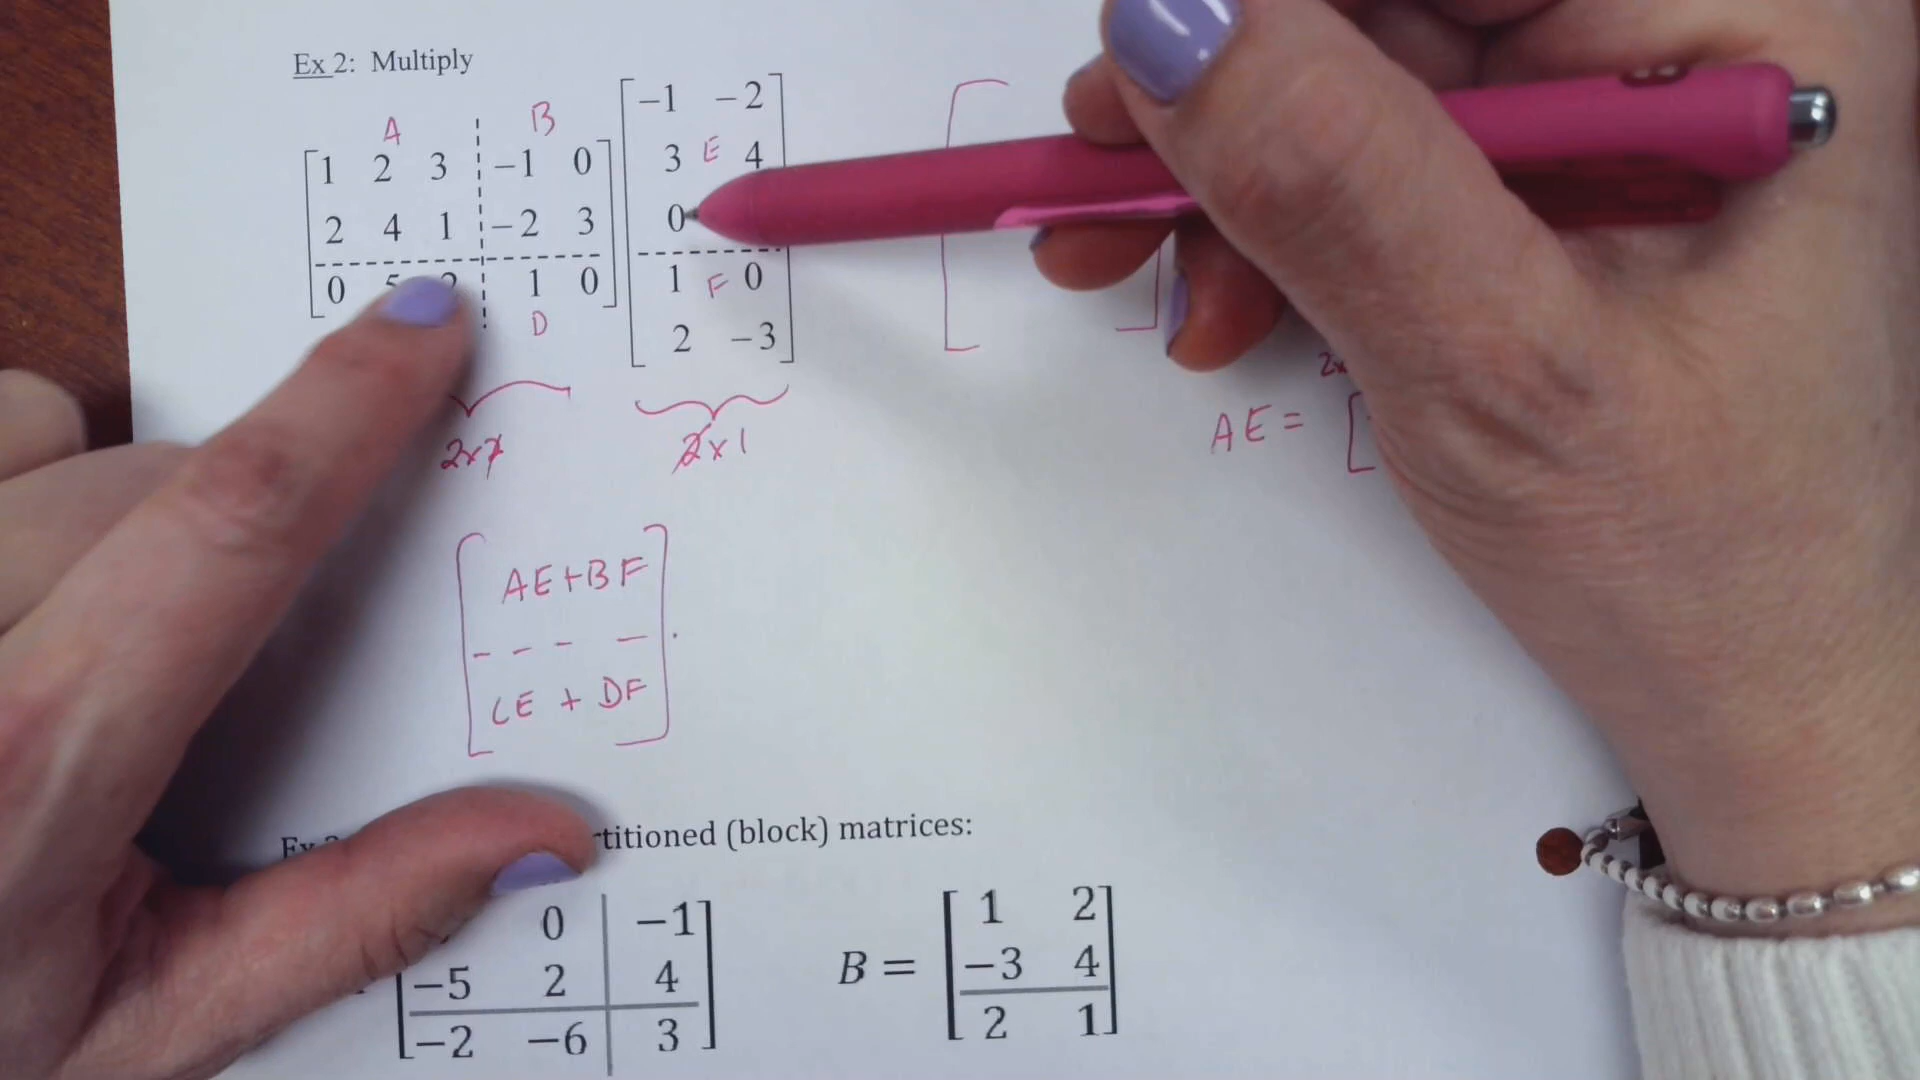 Ex 2: Multiply
A B
1 2 3 -1 0
2 4 1 -2 3
0 1 0
D
-1 -2
3 E 4
0
1 F 0
2 -3
2x1
AE =
AE+BF
- - - -
CE + DF
(block) matrices:
0 -1
-5 2 4
-2 -6 3
B =
1 2
-3 4
2 1